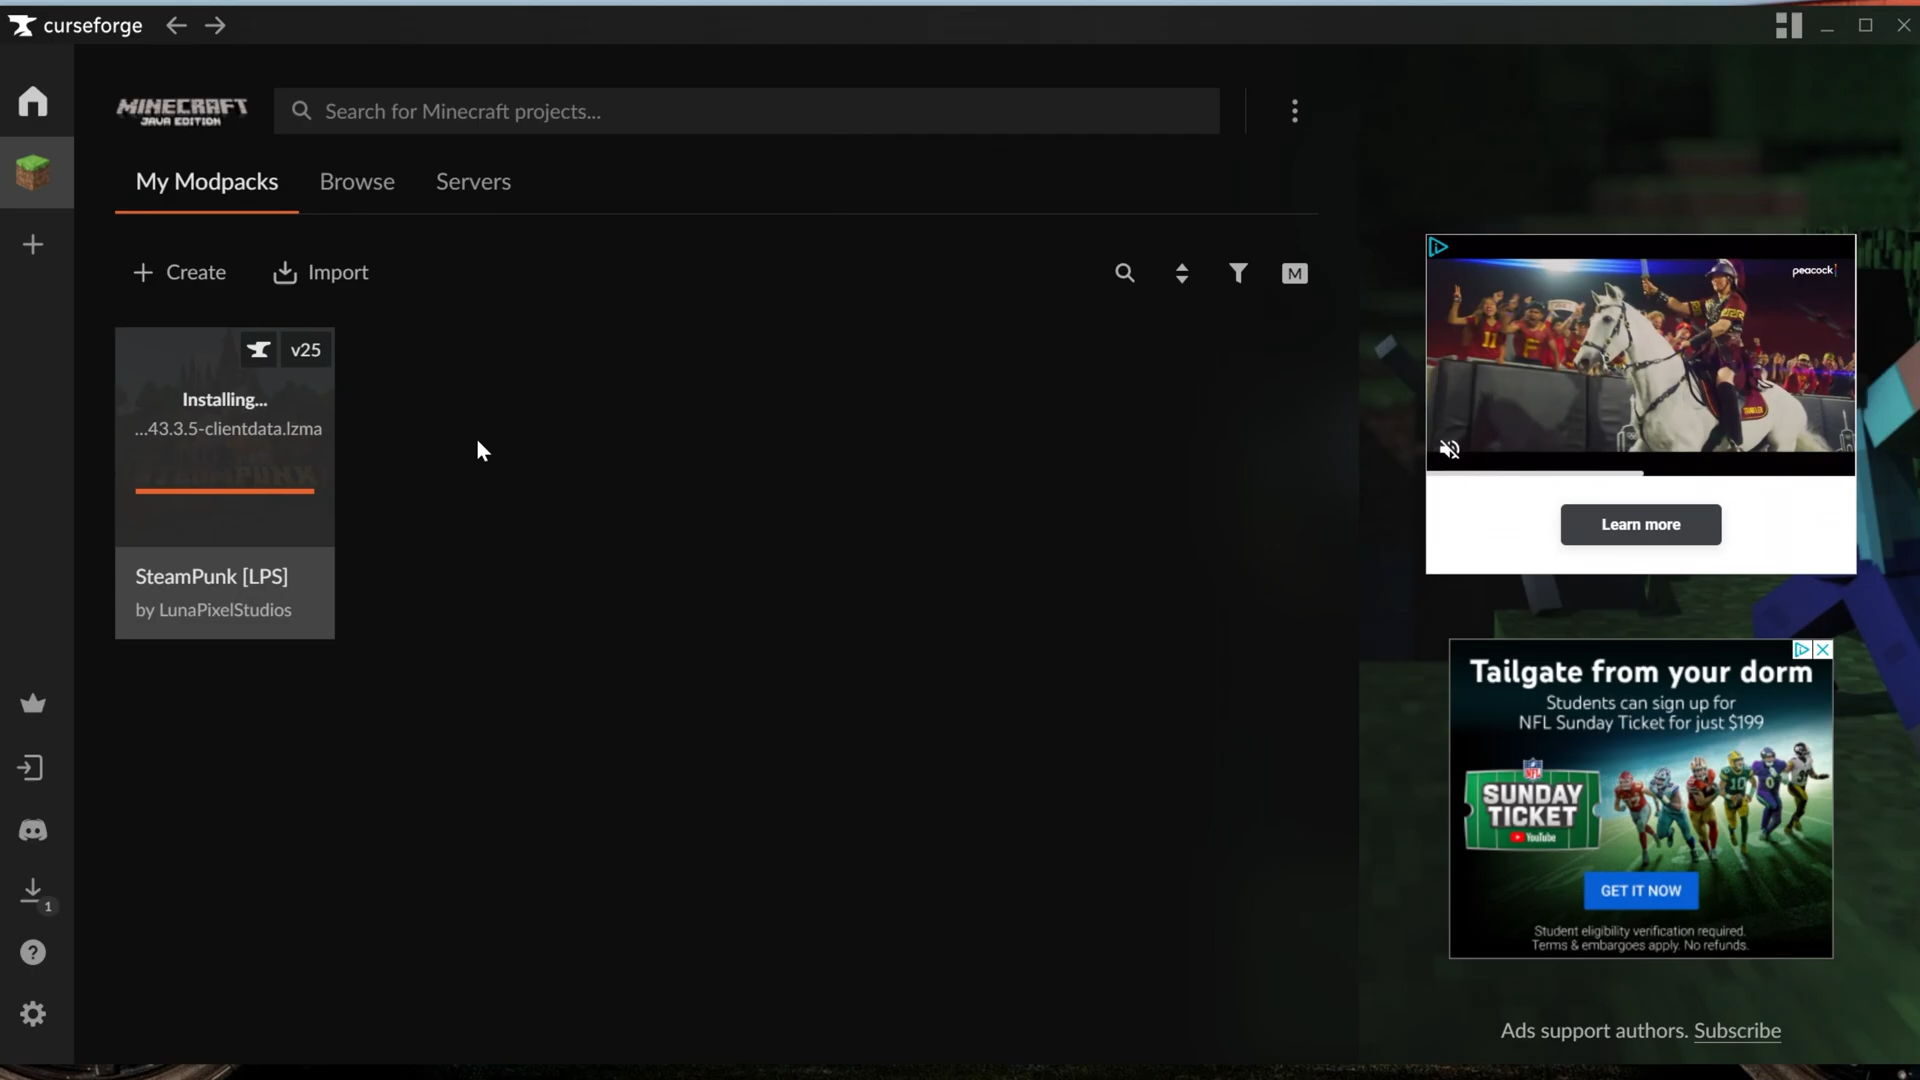 curseforge
MINECRAFT
JAVA EDITION
Search for Minecraft projects...
My Modpacks
Browse
Servers
Create
Import
M
v25
Installing...
...43.3.5-clientdata.lzma
SteamPunk [LPS]
by LunaPixelStudios
1
peacock
Learn more
Tailgate from your dorm
Students can sign up for
NFL Sunday Ticket for just $199
NFL
SUNDAY
TICKET
YouTube
GET IT NOW
Student eligibility verification required.
Terms & embargoes apply. No refunds.
Ads support authors. Subscribe